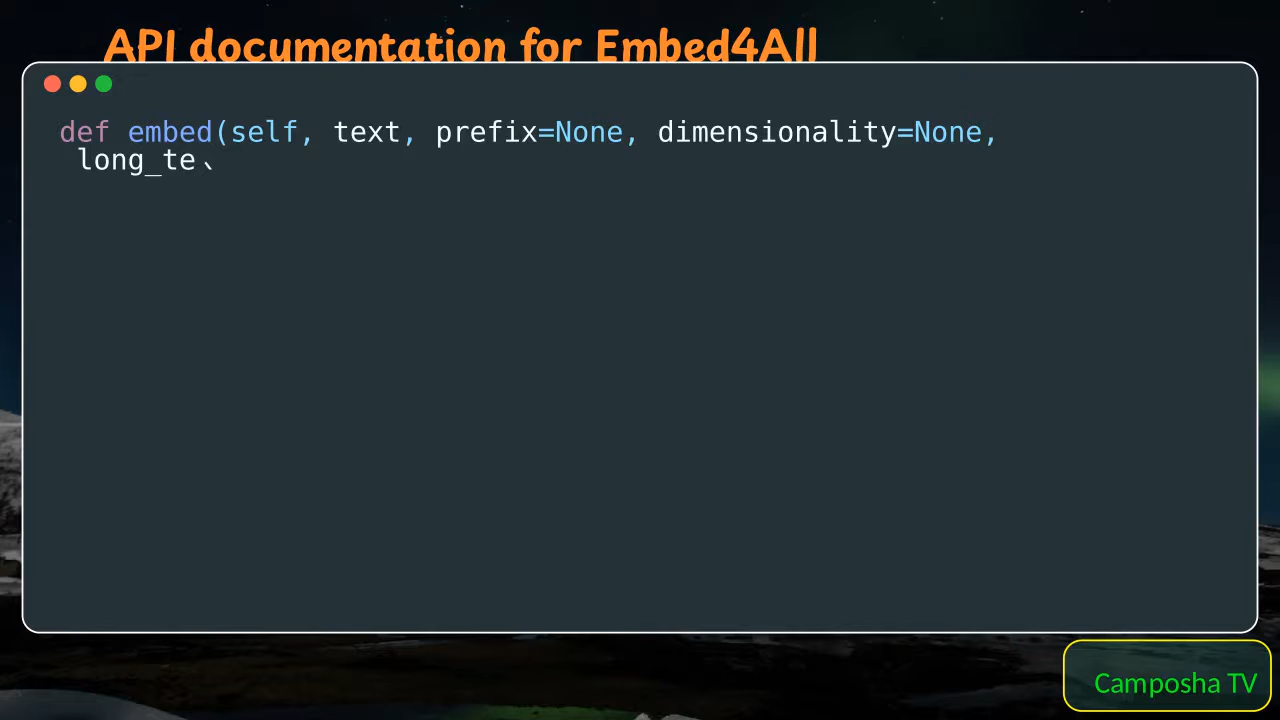 API documentation for Embed4All
def embed(self, text, prefix=None, dimensionality=None,
long_te
Camposha TV